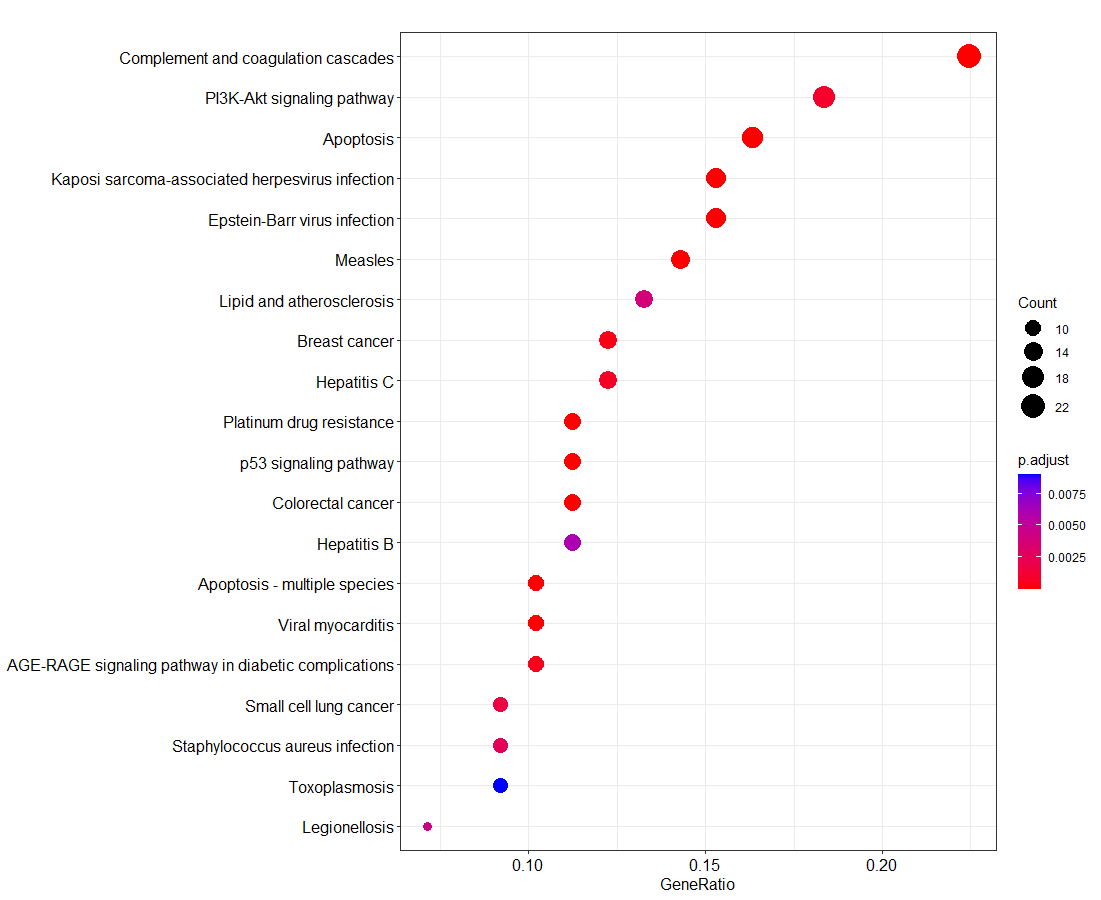 Complement and coagulation cascades
PI3K-Akt signaling pathway
Apoptosis
Kaposi sarcoma-associated herpesvirus infection
Epstein-Barr virus infection
Measles
Lipid and atherosclerosis
Breast cancer
Hepatitis C
Platinum drug resistance
p53 signaling pathway
Colorectal cancer
Hepatitis B
Apoptosis - multiple species
Viral myocarditis
AGE-RAGE signaling pathway in diabetic complications
Small cell lung cancer
Staphylococcus aureus infection
Toxoplasmosis
Legionellosis
0.10 0.15 0.20
GeneRatio
Count
10
14
18
22
p.adjust
0.0075
0.0050
0.0025